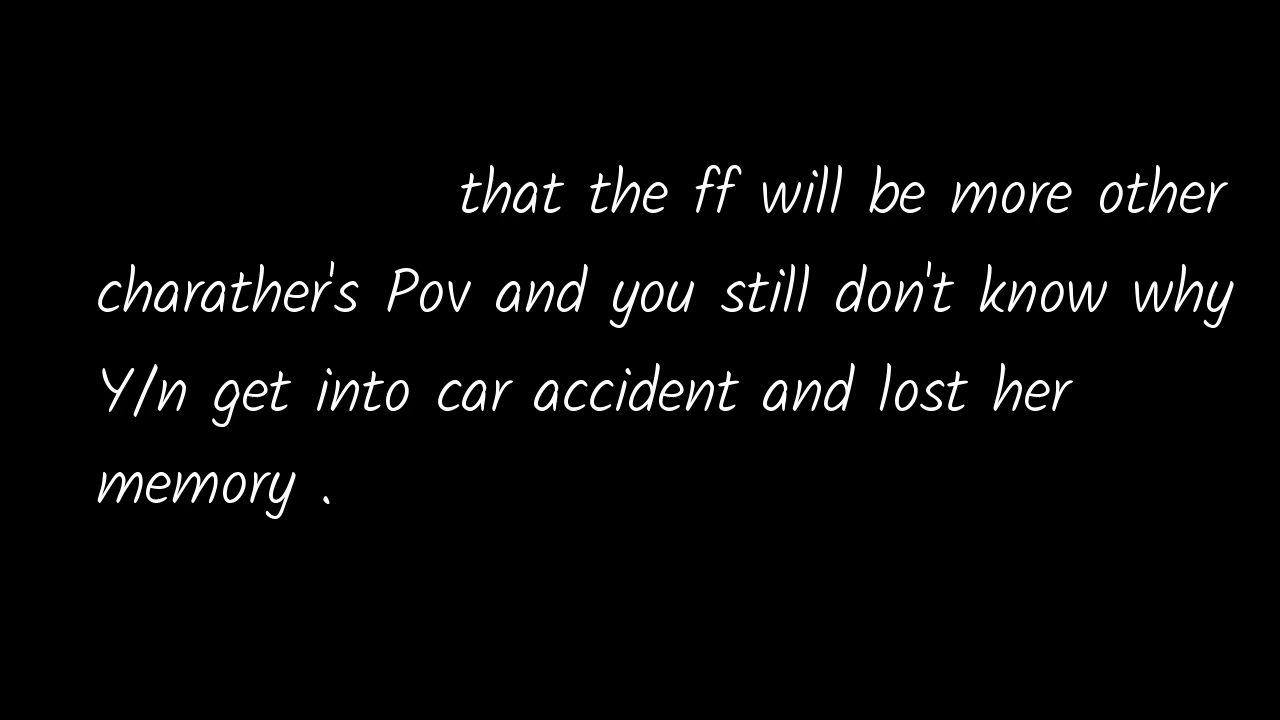 that the ff will be more other
charather's Pov and you still don't know why
Y/n get into car accident and lost her
memory .